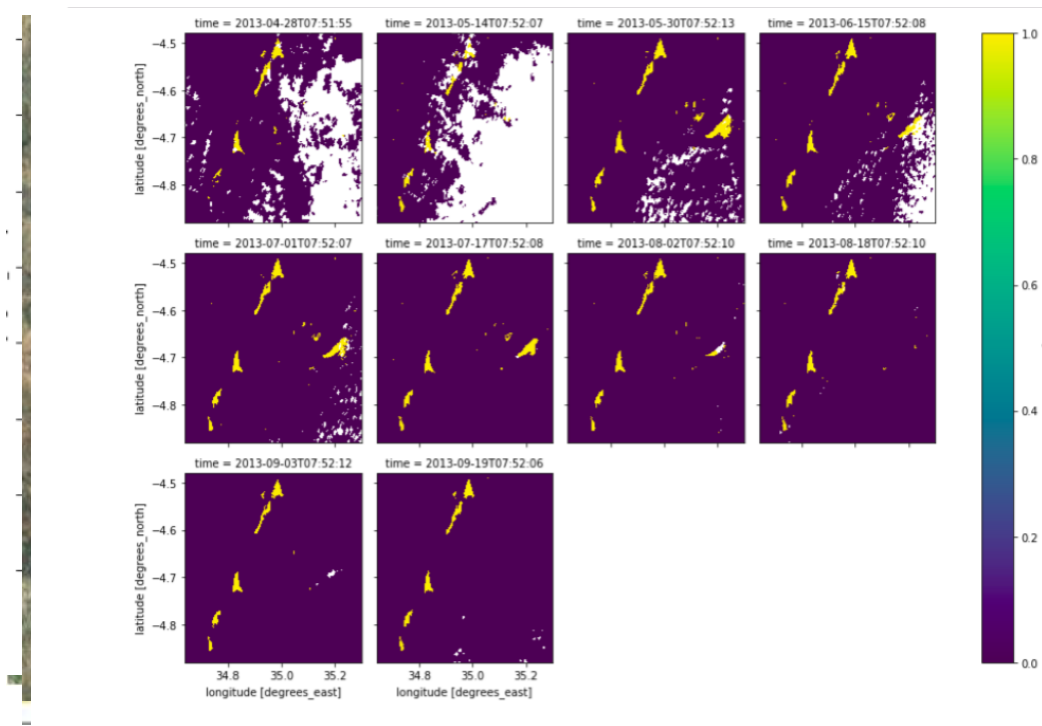 time = 2013-04-28T07:51:55
time = 2013-05-14T07:52:07
time = 2013-05-30T07:52:13
time = 2013-06-15T07:52:08
latitude [degrees_north]
−4.5
−4.6
−4.7
−4.8
time = 2013-07-01T07:52:07
time = 2013-07-17T07:52:08
time = 2013-08-02T07:52:10
time = 2013-08-18T07:52:10
latitude [degrees_north]
−4.5
−4.6
−4.7
−4.8
time = 2013-09-03T07:52:12
time = 2013-09-19T07:52:06
latitude [degrees_north]
−4.5
−4.6
−4.7
−4.8
34.8
35.0
35.2
longitude [degrees_east]
34.8
35.0
35.2
longitude [degrees_east]
1.0
0.8
0.6
0.4
0.2
0.0